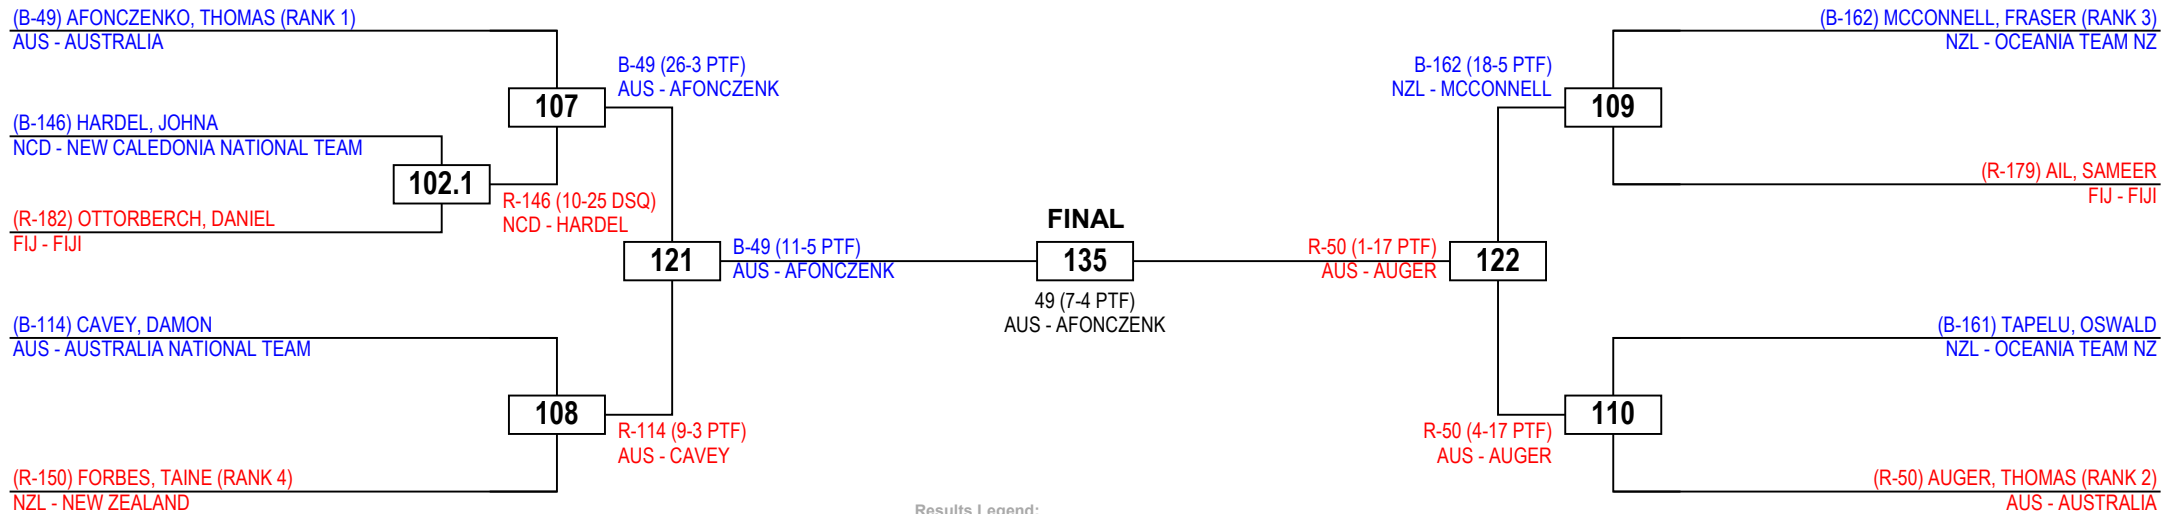 (B-49) AFONCZENKO, THOMAS (RANK 1)
AUS - AUSTRALIA
(B-146) HARDEL, JOHNA
NCD - NEW CALEDONIA NATIONAL TEAM
(R-182) OTTORBERCH, DANIEL
FIJ - FIJI
(B-114) CAVEY, DAMON
AUS - AUSTRALIA NATIONAL TEAM
(R-150) FORBES, TAINE (RANK 4)
NZL - NEW ZEALAND
102.1
R-146 (10-25 DSQ)
NCD - HARDEL
107
B-49 (26-3 PTF)
AUS - AFONCZENK
108
R-114 (9-3 PTF)
AUS - CAVEY
121
B-49 (11-5 PTF)
AUS - AFONCZENK
FINAL
135
49 (7-4 PTF)
AUS - AFONCZENK
R-50 (1-17 PTF)
AUS - AUGER
122
B-162 (18-5 PTF)
NZL - MCCONNELL
109
R-50 (4-17 PTF)
AUS - AUGER
110
(B-162) MCCONNELL, FRASER (RANK 3)
NZL - OCEANIA TEAM NZ
(R-179) AIL, SAMEER
FIJ - FIJI
(B-161) TAPELU, OSWALD
NZL - OCEANIA TEAM NZ
(R-50) AUGER, THOMAS (RANK 2)
AUS - AUSTRALIA
Results Legend: